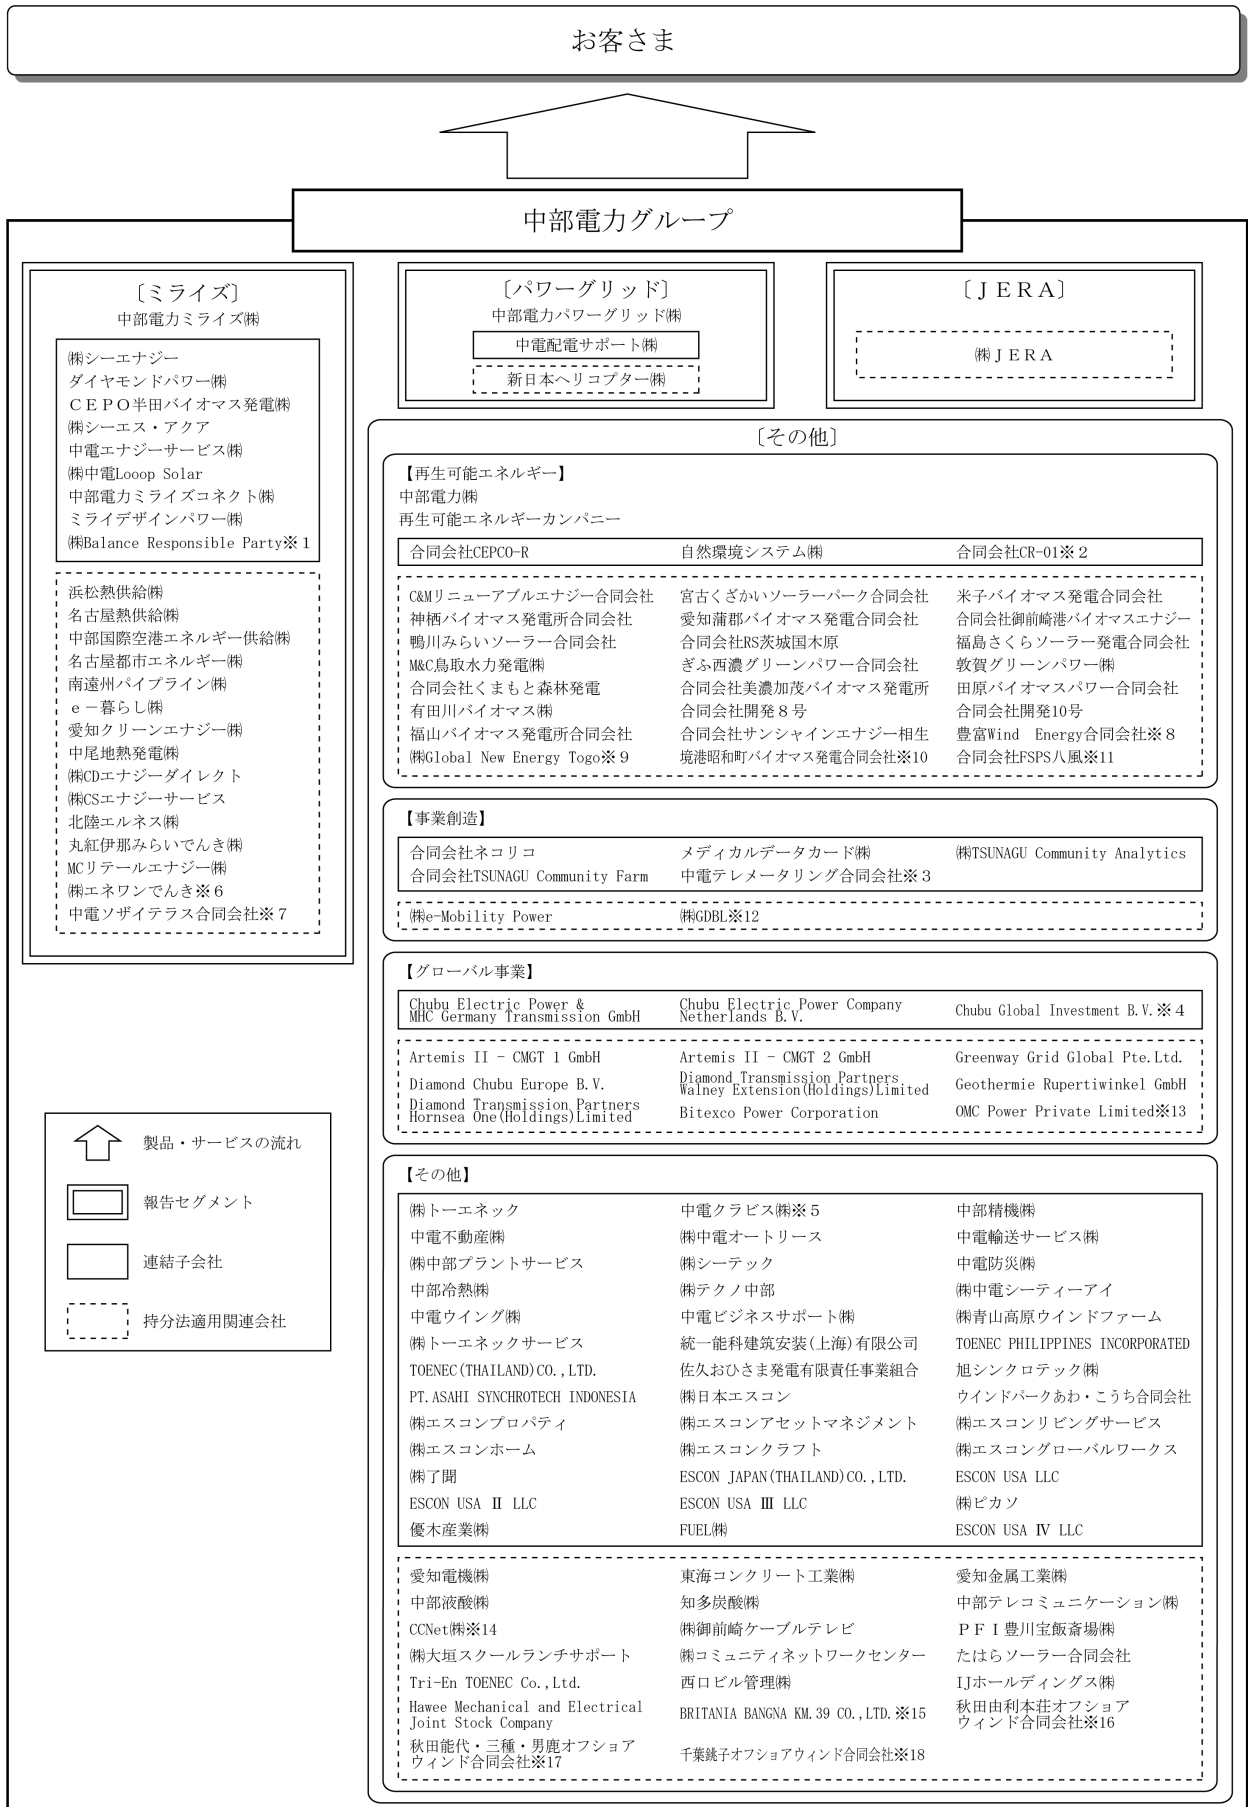 お客さま
中部電力グループ
〔ミライズ〕
中部電力ミライズ㈱
㈱シーエナジー
ダイヤモンドパワー㈱
ＣＥＰＯ半田バイオマス発電㈱
㈱シーエス・アクア
中電エナジーサービス㈱
㈱中電Looop Solar
中部電力ミライズコネクト㈱
ミライデザインパワー㈱
㈱Balance Responsible Party※１
浜松熱供給㈱
名古屋熱供給㈱
中部国際空港エネルギー供給㈱
名古屋都市エネルギー㈱
南遠州パイプライン㈱
ｅ－暮らし㈱
愛知クリーンエナジー㈱
中尾地熱発電㈱
㈱CDエナジーダイレクト
㈱CSエナジーサービス
北陸エルネス㈱
丸紅伊那みらいでんき㈱
MCリテールエナジー㈱
㈱エネワンでんき※６
中電ソザイテラス合同会社※７
〔パワーグリッド〕
中部電力パワーグリッド㈱
中電配電サポート㈱
新日本ヘリコプター㈱
〔ＪＥＲＡ〕
㈱ＪＥＲＡ
〔その他〕
【再生可能エネルギー】
中部電力㈱
再生可能エネルギーカンパニー
合同会社CEPCO-R 自然環境システム㈱ 合同会社CR-01※２
C&Mリニューアブルエナジー合同会社 宮古くざかいソーラーパーク合同会社 米子バイオマス発電合同会社
神栖バイオマス発電所合同会社 愛知蒲郡バイオマス発電合同会社 合同会社御前崎港バイオマスエナジー
鴨川みらいソーラー合同会社 合同会社RS茨城国木原 福島さくらソーラー発電合同会社
M&C鳥取水力発電㈱ ぎふ西濃グリーンパワー合同会社 敦賀グリーンパワー㈱
合同会社くまもと森林発電 合同会社美濃加茂バイオマス発電所 田原バイオマスパワー合同会社
有田川バイオマス㈱ 合同会社開発８号 合同会社開発10号
福山バイオマス発電所合同会社 合同会社サンシャインエナジー相生 豊富Wind　Energy合同会社※８
㈱Global New Energy Togo※９ 境港昭和町バイオマス発電合同会社※10 合同会社FSPS八風※11
【事業創造】
合同会社ネコリコ メディカルデータカード㈱ ㈱TSUNAGU Community Analytics
合同会社TSUNAGU Community Farm 中電テレメータリング合同会社※３
㈱e-Mobility Power ㈱GDBL※12
【グローバル事業】
Chubu Electric Power &
MHC Germany Transmission GmbH
Chubu Electric Power Company
Netherlands B.V.
Chubu Global Investment B.V.※４
Artemis II － CMGT 1 GmbH Artemis II － CMGT 2 GmbH Greenway Grid Global Pte.Ltd.
Diamond Chubu Europe B.V.
Diamond Transmission Partners
Walney Extension(Holdings)Limited
Geothermie Rupertiwinkel GmbH
Diamond Transmission Partners
Hornsea One(Holdings)Limited
Bitexco Power Corporation
OMC Power Private Limited※13
【その他】
㈱トーエネック 中電クラビス㈱※５ 中部精機㈱
中電不動産㈱ ㈱中電オートリース 中電輸送サービス㈱
㈱中部プラントサービス ㈱シーテック 中電防災㈱
中部冷熱㈱ ㈱テクノ中部 ㈱中電シーティーアイ
中電ウイング㈱ 中電ビジネスサポート㈱ ㈱青山高原ウインドファーム
㈱トーエネックサービス 統一能科建筑安装(上海)有限公司 TOENEC PHILIPPINES INCORPORATED
TOENEC(THAILAND)CO.,LTD. 佐久おひさま発電有限責任事業組合 旭シンクロテック㈱
PT.ASAHI SYNCHROTECH INDONESIA ㈱日本エスコン ウインドパークあわ・こうち合同会社
㈱エスコンプロパティ ㈱エスコンアセットマネジメント ㈱エスコンリビングサービス
㈱エスコンホーム ㈱エスコンクラフト ㈱エスコングローバルワークス
㈱了聞 ESCON JAPAN(THAILAND)CO.,LTD. ESCON USA LLC
ESCON USA Ⅱ LLC ESCON USA Ⅲ LLC ㈱ピカソ
優木産業㈱ FUEL㈱ ESCON USA Ⅳ LLC
愛知電機㈱ 東海コンクリート工業㈱ 愛知金属工業㈱
中部液酸㈱ 知多炭酸㈱ 中部テレコミュニケーション㈱
CCNet㈱※14 ㈱御前崎ケーブルテレビ ＰＦＩ豊川宝飯斎場㈱
㈱大垣スクールランチサポート ㈱コミュニティネットワークセンター たはらソーラー合同会社
Tri-En TOENEC Co.,Ltd. 西口ビル管理㈱ IJホールディングス㈱
Hawee Mechanical and Electrical
Joint Stock Company
BRITANIA BANGNA KM.39 CO.,LTD.※15
秋田由利本荘オフショア
ウィンド合同会社※16
秋田能代・三種・男鹿オフショア
ウィンド合同会社※17
千葉銚子オフショアウィンド合同会社※18
製品・サービスの流れ
報告セグメント
連結子会社
持分法適用関連会社